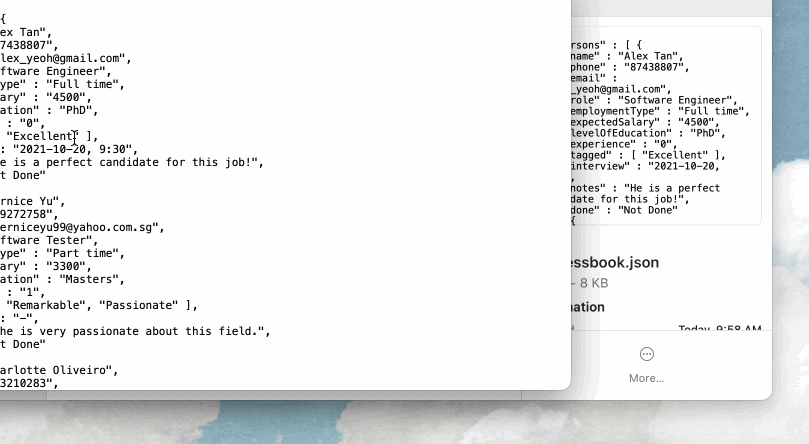 {
ex Tan",
87438807",
lex_yeoh@gmail.com",
ftware Engineer",
ype" : "Full time",
ary" : "4500",
ation" : "PhD",
: "0",
"Excellent" ],
: "2021-10-20, 9:30",
e is a perfect candidate for this job!",
t Done"
rnice Yu",
9272758",
erniceyu99@yahoo.com.sg",
ftware Tester",
ype" : "Part time",
ary" : "3300",
ation" : "Masters",
: "1",
"Remarkable", "Passionate" ],
: "-",
he is very passionate about this field.",
t Done"
arlotte Oliveiro",
3210283",
rsons" : [ {
name" : "Alex Tan",
phone" : "87438807",
email" :
_yeoh@gmail.com",
role" : "Software Engineer",
employmentType" : "Full time",
expectedSalary" : "4500",
levelOfEducation" : "PhD",
experience" : "0",
tagged" : [ "Excellent" ],
interview" : "2021-10-20,
,
notes" : "He is a perfect
date for this job!",
done" : "Not Done"
{
essbook.json
- 8 KB
nation
Today, 9:58 AM
More...